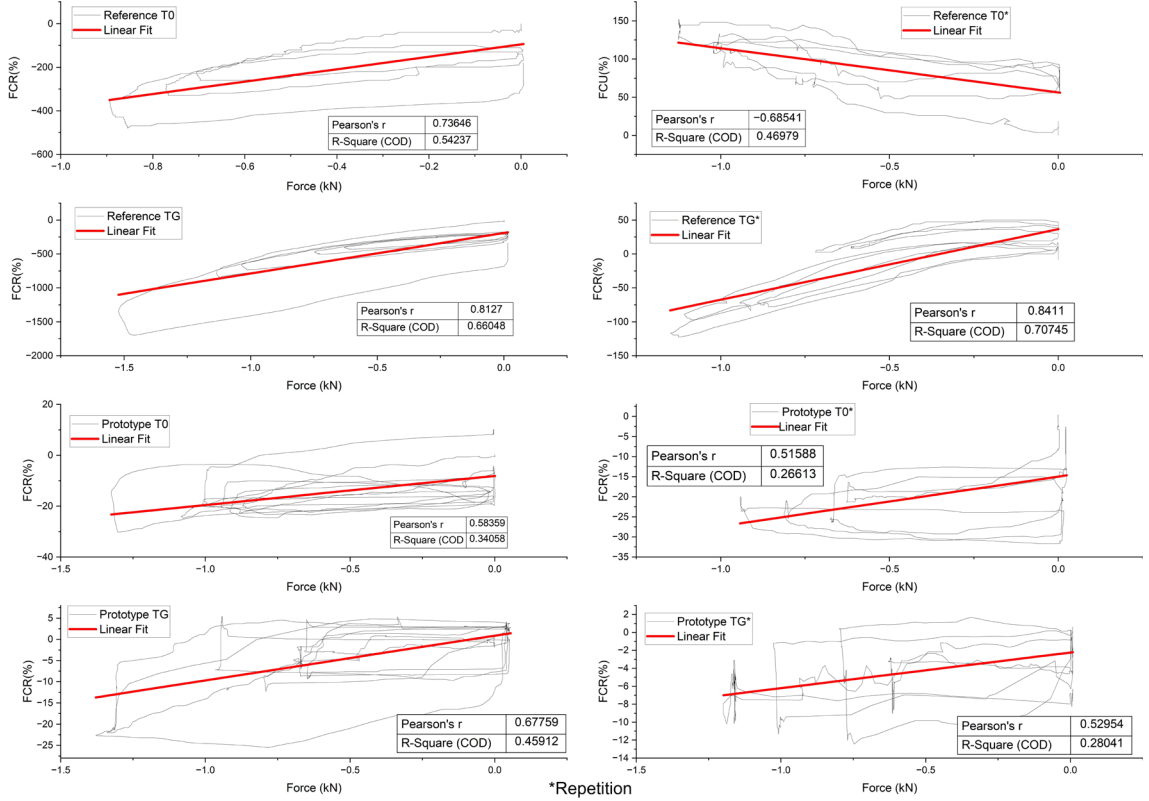 Reference T0
Linear Fit
0
−200
−400
−600
FCR(%)
Pearson's r 0.73646
R-Square (COD) 0.54237
−1.0 −0.8 −0.6 −0.4 −0.2 0.0
Force (kN)
Reference T0*
Linear Fit
150
100
50
0
FCU(%)
Pearson's r −0.68541
R-Square (COD) 0.46979
−1.0 −0.5 0.0
Force (kN)
Reference TG
Linear Fit
0
−500
−1000
−1500
−2000
FCR(%)
Pearson's r 0.8127
R-Square (COD) 0.66048
−1.5 −1.0 −0.5 0.0
Force (kN)
Reference TG*
Linear Fit
50
0
−50
−100
−150
FCR(%)
Pearson's r 0.8411
R-Square (COD) 0.70745
−1.0 −0.5 0.0
Force (kN)
Prototype T0
Linear Fit
20
0
−20
−40
FCR(%)
Pearson's r 0.58359
R-Square (COD 0.34058
−1.5 −1.0 −0.5 0.0
Force (kN)
Prototype T0*
Linear Fit
0
−5
−10
−15
−20
−25
−30
−35
FCR(%)
Pearson's r 0.51588
R-Square (COD) 0.26613
−1.0 −0.5 0.0
Force (kN)
Prototype TG
Linear Fit
5
0
−5
−10
−15
−20
−25
FCR(%)
Pearson's r 0.67759
R-Square (COD) 0.45912
−1.5 −1.0 −0.5 0.0
Force (kN)
Prototype TG*
Linear Fit
2
0
−2
−4
−6
−8
−10
−12
−14
FCR(%)
Pearson's r 0.52954
R-Square (COD) 0.28041
−1.5 −1.0 −0.5 0.0
Force (kN)
*Repetition